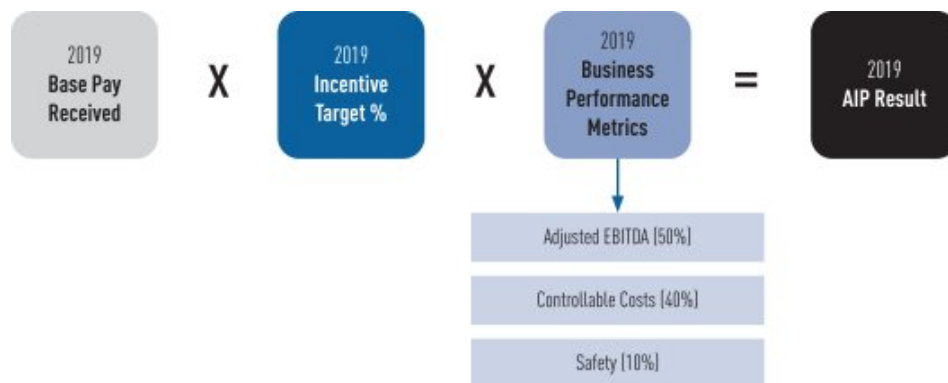 2019
Base Pay
Received
X
2019
Incentive
Target %
X
2019
Business
Performance
Metrics
=
2019
AIP Result
Adjusted EBITDA (50%)
Controllable Costs (40%)
Safety (10%)